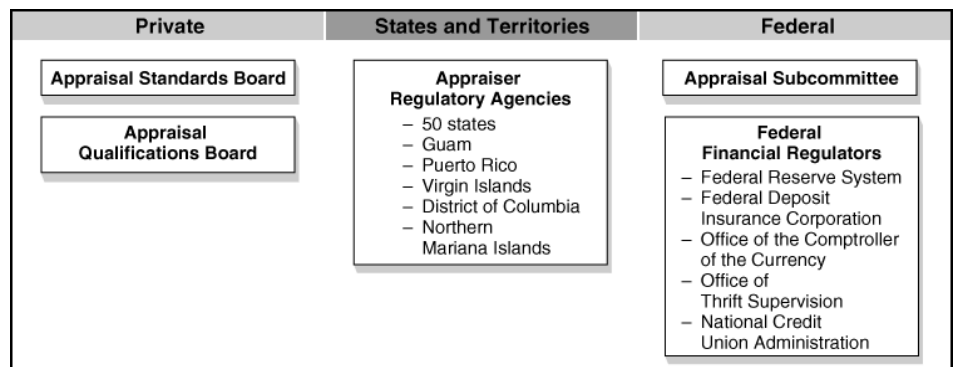 Private
Appraisal Standards Board
Appraisal
Qualifications Board
States and Territories
Appraiser
Regulatory Agencies
– 50 states
– Guam
– Puerto Rico
– Virgin Islands
– District of Columbia
– Northern
Mariana Islands
Federal
Appraisal Subcommittee
Federal
Financial Regulators
– Federal Reserve System
– Federal Deposit
Insurance Corporation
– Office of the Comptroller
of the Currency
– Office of
Thrift Supervision
– National Credit
Union Administration